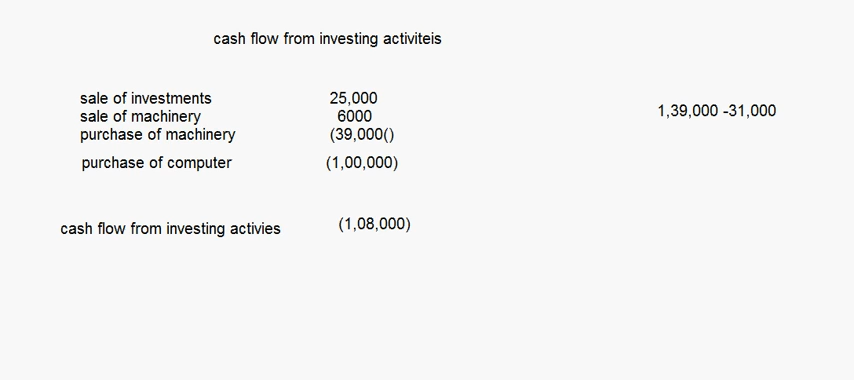 cash flow from investing activiteis
sale of investments 25,000
sale of machinery 6000
1,39,000 -31,000
purchase of machinery (39,000()
purchase of computer (1,00,000)
cash flow from investing activies (1,08,000)